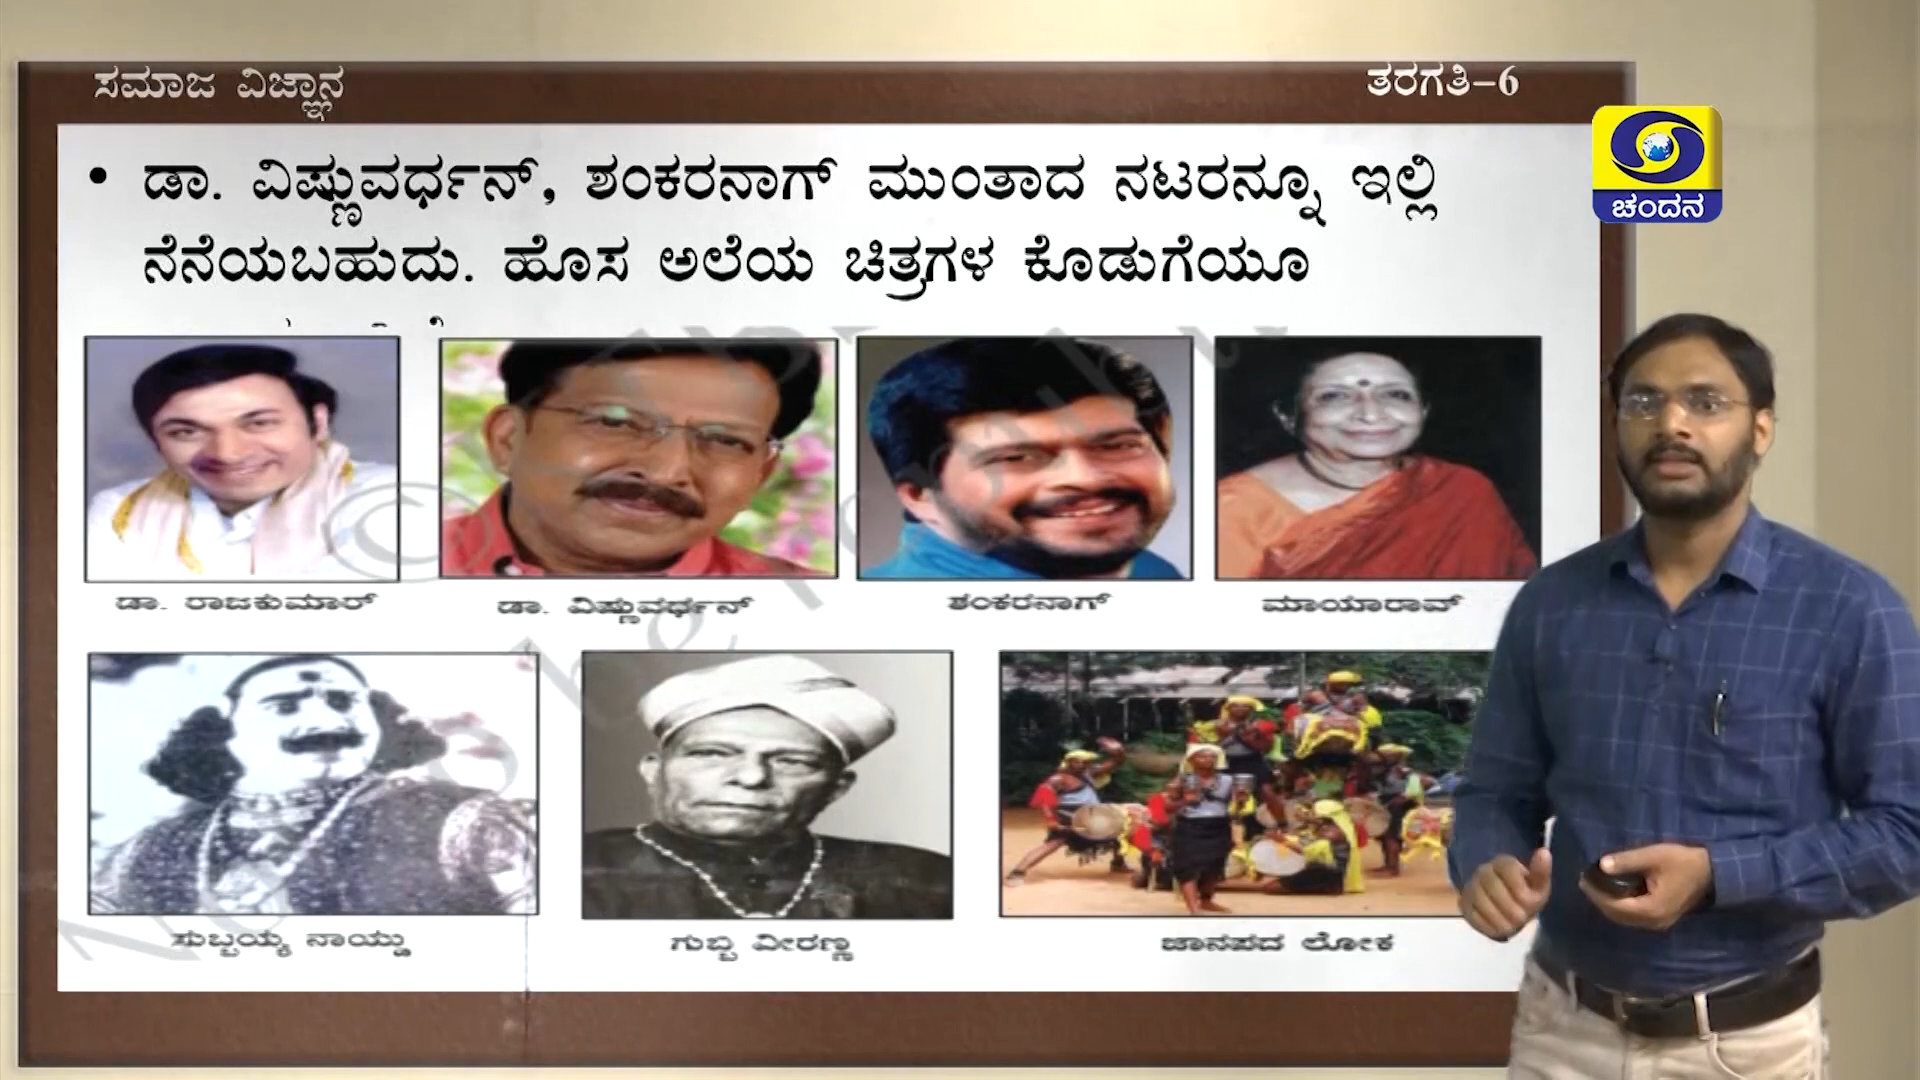 ಸಮಾಜ ವಿಜ್ಞಾನ
ತರಗತಿ-6
ಚಂದನ
• ಡಾ. ವಿಷ್ಣುವರ್ಧನ್, ಶಂಕರನಾಗ್ ಮುಂತಾದ ನಟರನ್ನೂ ಇಲ್ಲಿ
ನೆನೆಯಬಹುದು. ಹೊಸ ಅಲೆಯ ಚಿತ್ರಗಳ ಕೊಡುಗೆಯೂ
ಡಾ. ರಾಜಕುಮಾರ್
ಡಾ. ವಿಷ್ಣುವರ್ಧನ್
ಶಂಕರನಾಗ್
ಮಾಯಾರಾವ್
ಸುಬ್ಬಯ್ಯ ನಾಯ್ಡು
ಗುಬ್ಬಿ ವೀರಣ್ಣ
ಜಾನಪದ ಲೋಕ